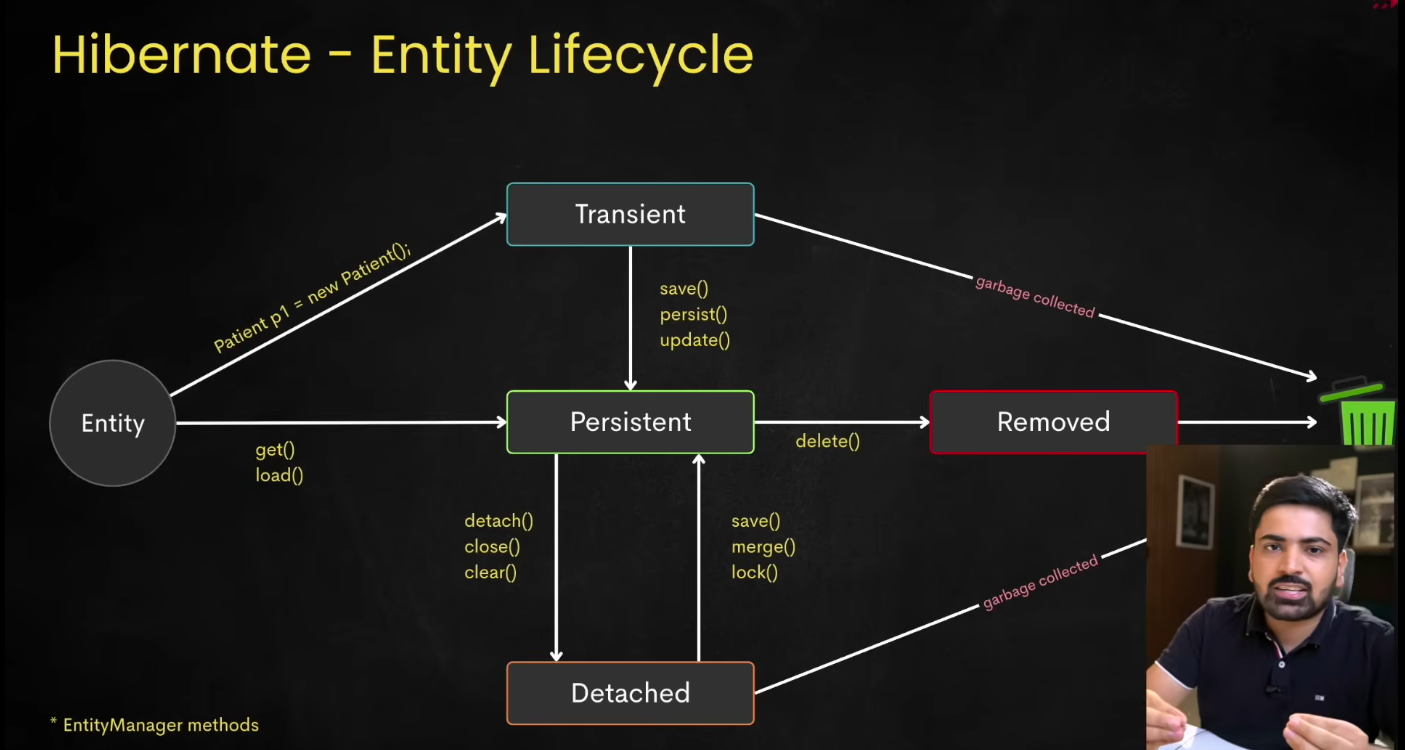 Hibernate - Entity Lifecycle
Transient
Patient p1 = new Patient();
save()
persist()
update()
garbage collected
Entity
get()
load()
Persistent
delete()
Removed
detach()
close()
clear()
save()
merge()
lock()
garbage collected
Detached
* EntityManager methods